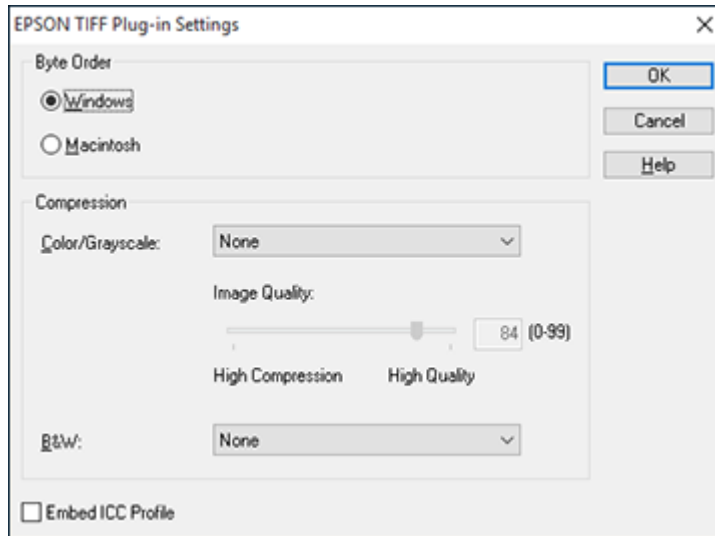 EPSON TIFF Plug-in Settings
Byte Order
Windows
Macintosh
OK
Cancel
Help
Compression
Color/Grayscale:
None
Image Quality:
84 (0-99)
High Compression High Quality
B&W:
None
Embed ICC Profile